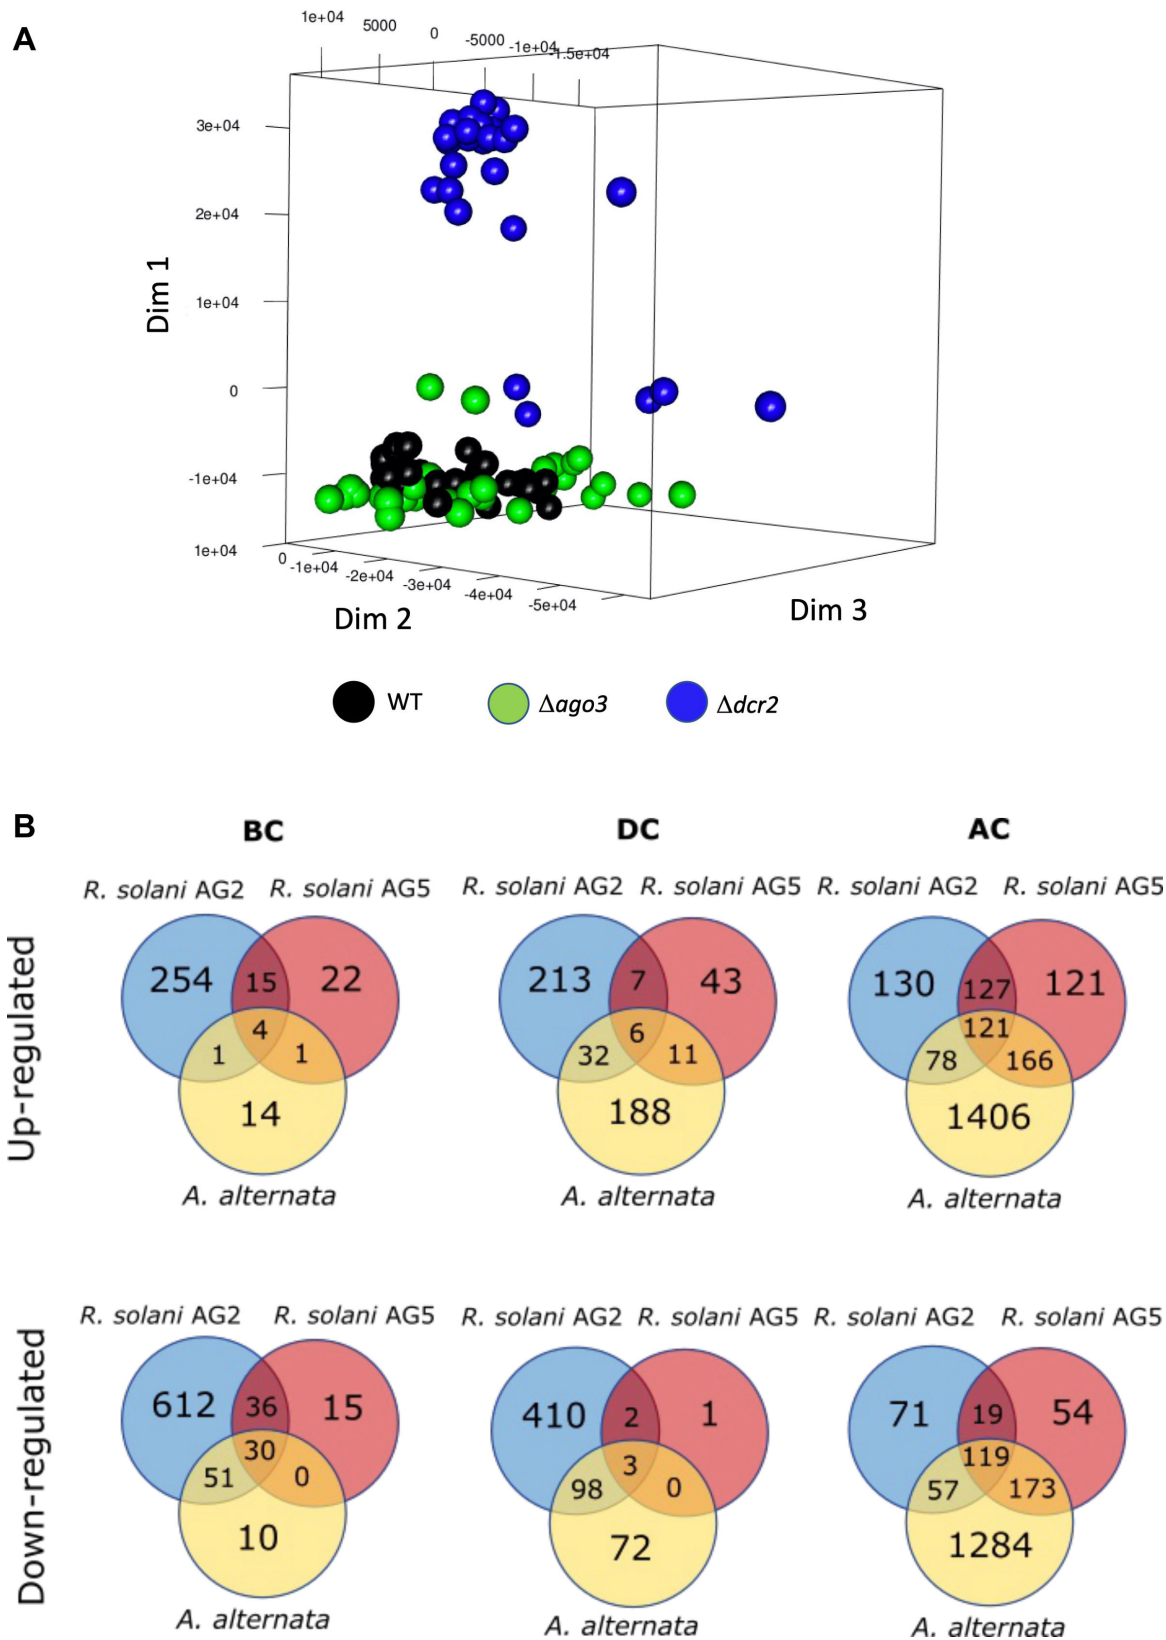 A
1e+04 5000 0 -5000 -1e+04 -1.5e+04
3e+04
2e+04
1e+04
0
-1e+04
1e+04
Dim 1
0 -1e+04 -2e+04 -3e+04 -4e+04 -5e+04
Dim 2
Dim 3
WT Δago3 Δdcr2
B
BC DC AC
R. solani AG2 R. solani AG5 R. solani AG2 R. solani AG5 R. solani AG2 R. solani AG5
Up-regulated
254 15 22 213 7 43 130 127 121
4 6 121
1 1 32 11 78 166
14 188 1406
A. alternata A. alternata A. alternata
R. solani AG2 R. solani AG5 R. solani AG2 R. solani AG5 R. solani AG2 R. solani AG5
Down-regulated
612 36 15 410 2 1 71 19 54
30 3 119
51 0 98 0 57 173
10 72 1284
A. alternata A. alternata A. alternata